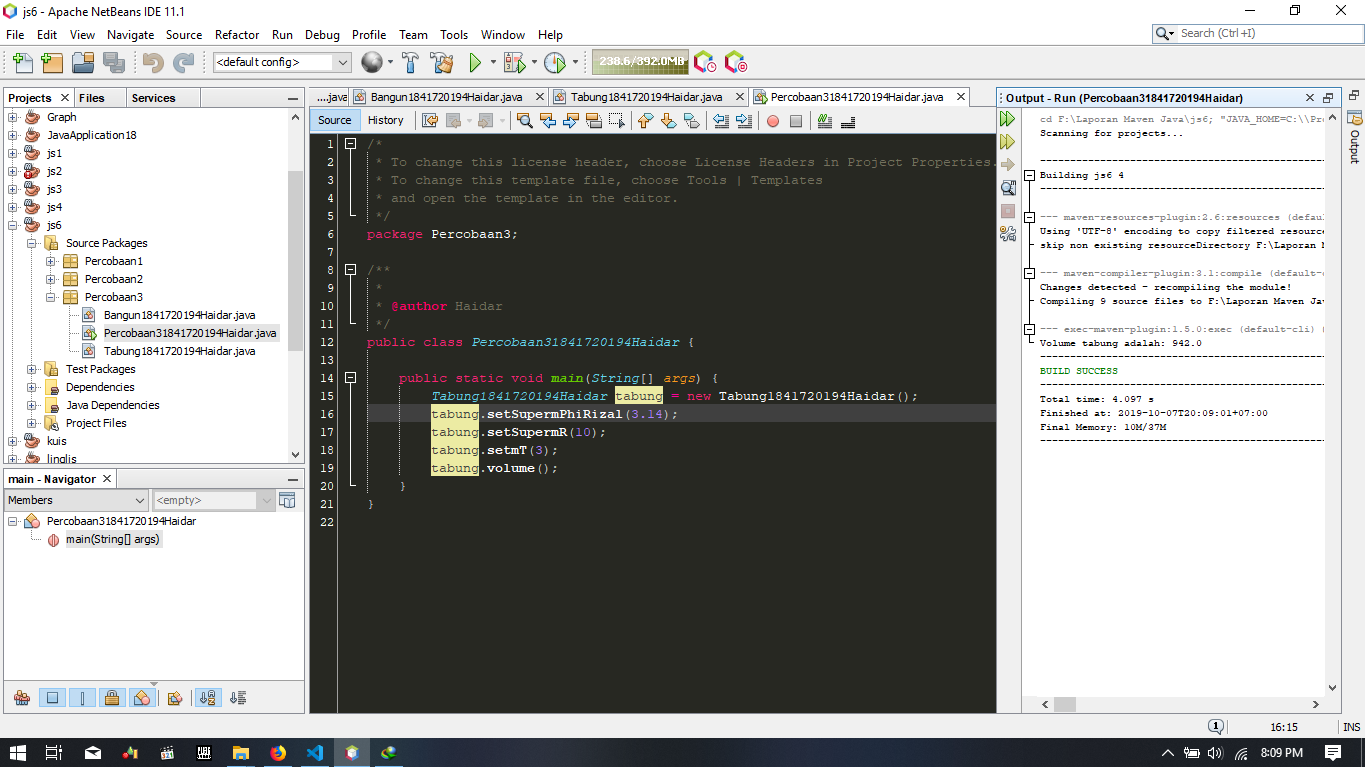 js6 - Apache NetBeans IDE 11.1
File Edit View Navigate Source Refactor Run Debug Profile Team Tools Window Help
Search (Ctrl+I)
<default config>
238.6/392.0MB
Projects Files Services
Graph
JavaApplication18
js1
js2
js3
js4
js6
Source Packages
Percobaan1
Percobaan2
Percobaan3
Bangun1841720194Haidar.java
Percobaan31841720194Haidar.java
Tabung1841720194Haidar.java
Test Packages
Dependencies
Java Dependencies
Project Files
kuis
linglis
main - Navigator
Members
<empty>
Percobaan31841720194Haidar
main(String[] args)
....java Bangun1841720194Haidar.java Tabung1841720194Haidar.java Percobaan31841720194Haidar.java
Source History
1 /*
2 * To change this license header, choose License Headers in Project Properties.
3 * To change this template file, choose Tools | Templates
4 * and open the template in the editor.
5 */
6 package Percobaan3;
7
8 /**
9 *
10 * @author Haidar
11 */
12 public class Percobaan31841720194Haidar {
13
14 public static void main(String[] args) {
15 Tabung1841720194Haidar tabung = new Tabung1841720194Haidar();
16 tabung.setSupermPhiRizal(3.14);
17 tabung.setSupermR(10);
18 tabung.setmT(3);
19 tabung.volume();
20 }
21 }
22
Output - Run (Percobaan31841720194Haidar)
cd F:\Laporan Maven Java\js6; "JAVA_HOME=C:\\Pro
Scanning for projects...
------------------------------------
Building js6 4
------------------------------------
--- maven-resources-plugin:2.6:resources (defau
Using 'UTF-8' encoding to copy filtered resourc
skip non existing resourceDirectory F:\Laporan M
--- maven-compiler-plugin:3.1:compile (default-c
Changes detected - recompiling the module!
Compiling 9 source files to F:\Laporan Maven Jav
--- exec-maven-plugin:1.5.0:exec (default-cli) @
Volume tabung adalah: 942.0
------------------------------------
BUILD SUCCESS
------------------------------------
Total time: 4.097 s
Finished at: 2019-10-07T20:09:01+07:00
Final Memory: 10M/37M
------------------------------------
Output
1
16:15 INS
8:09 PM